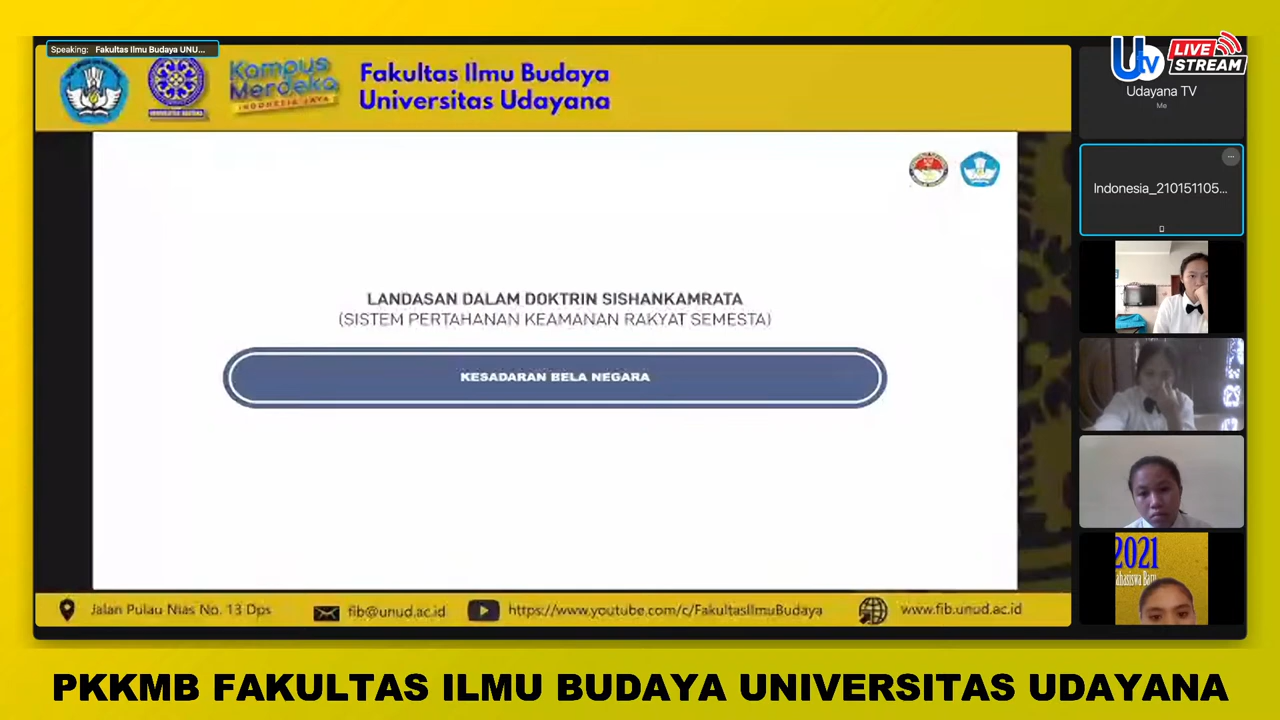 Speaking: Fakultas Ilmu Budaya UNU...
Kampus
Merdeka
INDONESIA JAYA
Fakultas Ilmu Budaya
Universitas Udayana
LANDASAN DALAM DOKTRIN SISHANKAMRATA
(SISTEM PERTAHANAN KEAMANAN RAKYAT SEMESTA)
KESADARAN BELA NEGARA
Jalan Pulau Nias No. 13 Dps
fib@unud.ac.id
https://www.youtube.com/c/FakultasIlmuBudaya
www.fib.unud.ac.id
Utv
LIVE
STREAM
Udayana TV
Me
Indonesia_210151105...
2021
PKKMB FAKULTAS ILMU BUDAYA UNIVERSITAS UDAYANA